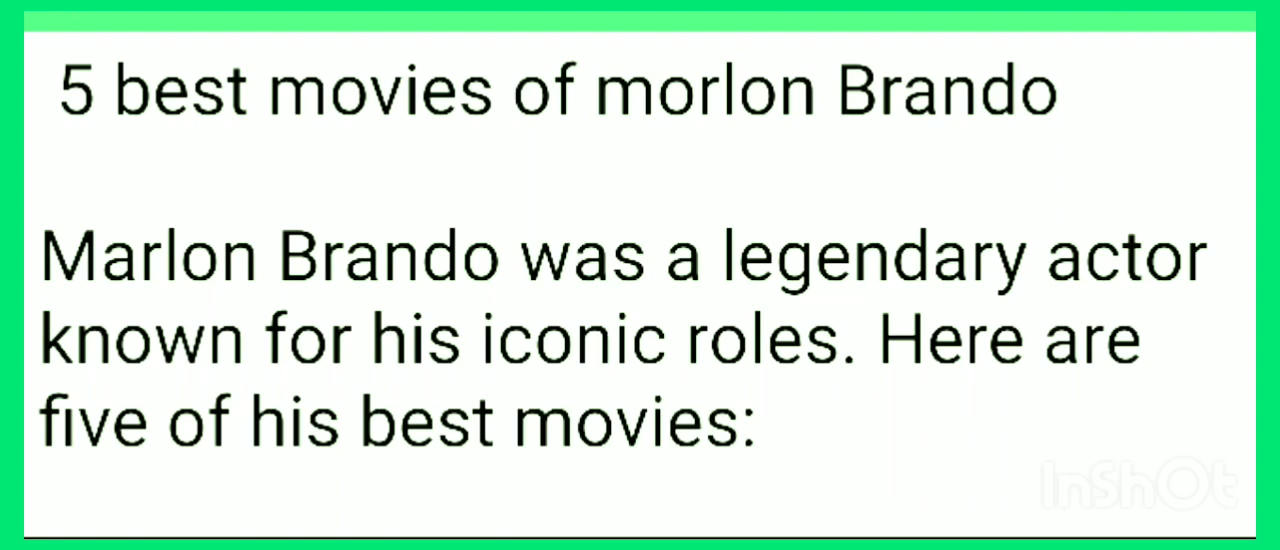 5 best movies of morlon Brando
Marlon Brando was a legendary actor
known for his iconic roles. Here are
five of his best movies:
InShOt